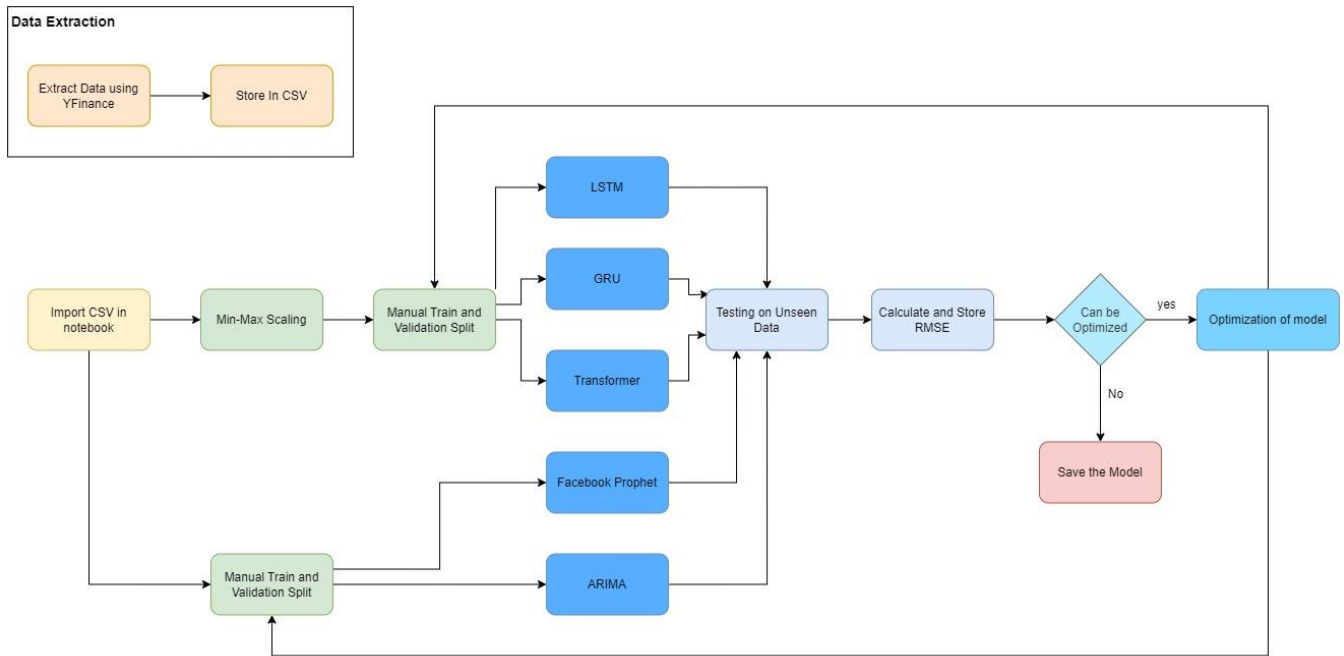 Data Extraction
Extract Data using
YFinance
Store In CSV
LSTM
GRU
Import CSV in
notebook
Min-Max Scaling
Manual Train and
Validation Split
Testing on Unseen
Data
Calculate and Store
RMSE
Can be
Optimized
yes
Optimization of model
Transformer
No
Facebook Prophet
Save the Model
Manual Train and
Validation Split
ARIMA